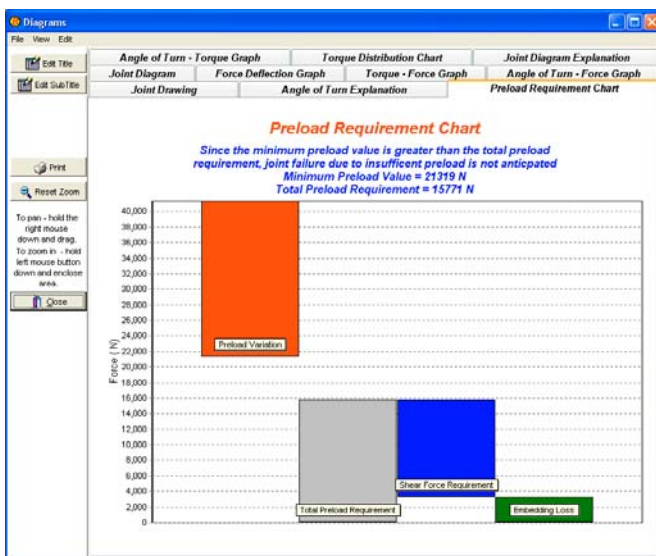 Diagrams
File View Edit
Edit Title
Edit SubTitle
Angle of Turn - Torque Graph
Torque Distribution Chart
Joint Diagram Explanation
Joint Diagram
Force Deflection Graph
Torque - Force Graph
Angle of Turn - Force Graph
Joint Drawing
Angle of Turn Explanation
Preload Requirement Chart
Print
Reset Zoom
To pan - hold the
right mouse
down and drag.
To zoom in - hold
left mouse button
down and enclose
area.
Close
Preload Requirement Chart
Since the minimum preload value is greater than the total preload
requirement, joint failure due to insufficent preload is not anticpated
Minimum Preload Value = 21319 N
Total Preload Requirement = 15771 N
Force (N)
40,000
38,000
36,000
34,000
32,000
30,000
28,000
26,000
24,000
22,000
20,000
18,000
16,000
14,000
12,000
10,000
8,000
6,000
4,000
2,000
0
Preload Variation
Shear Force Requirement
Total Preload Requirement
Embedding Loss